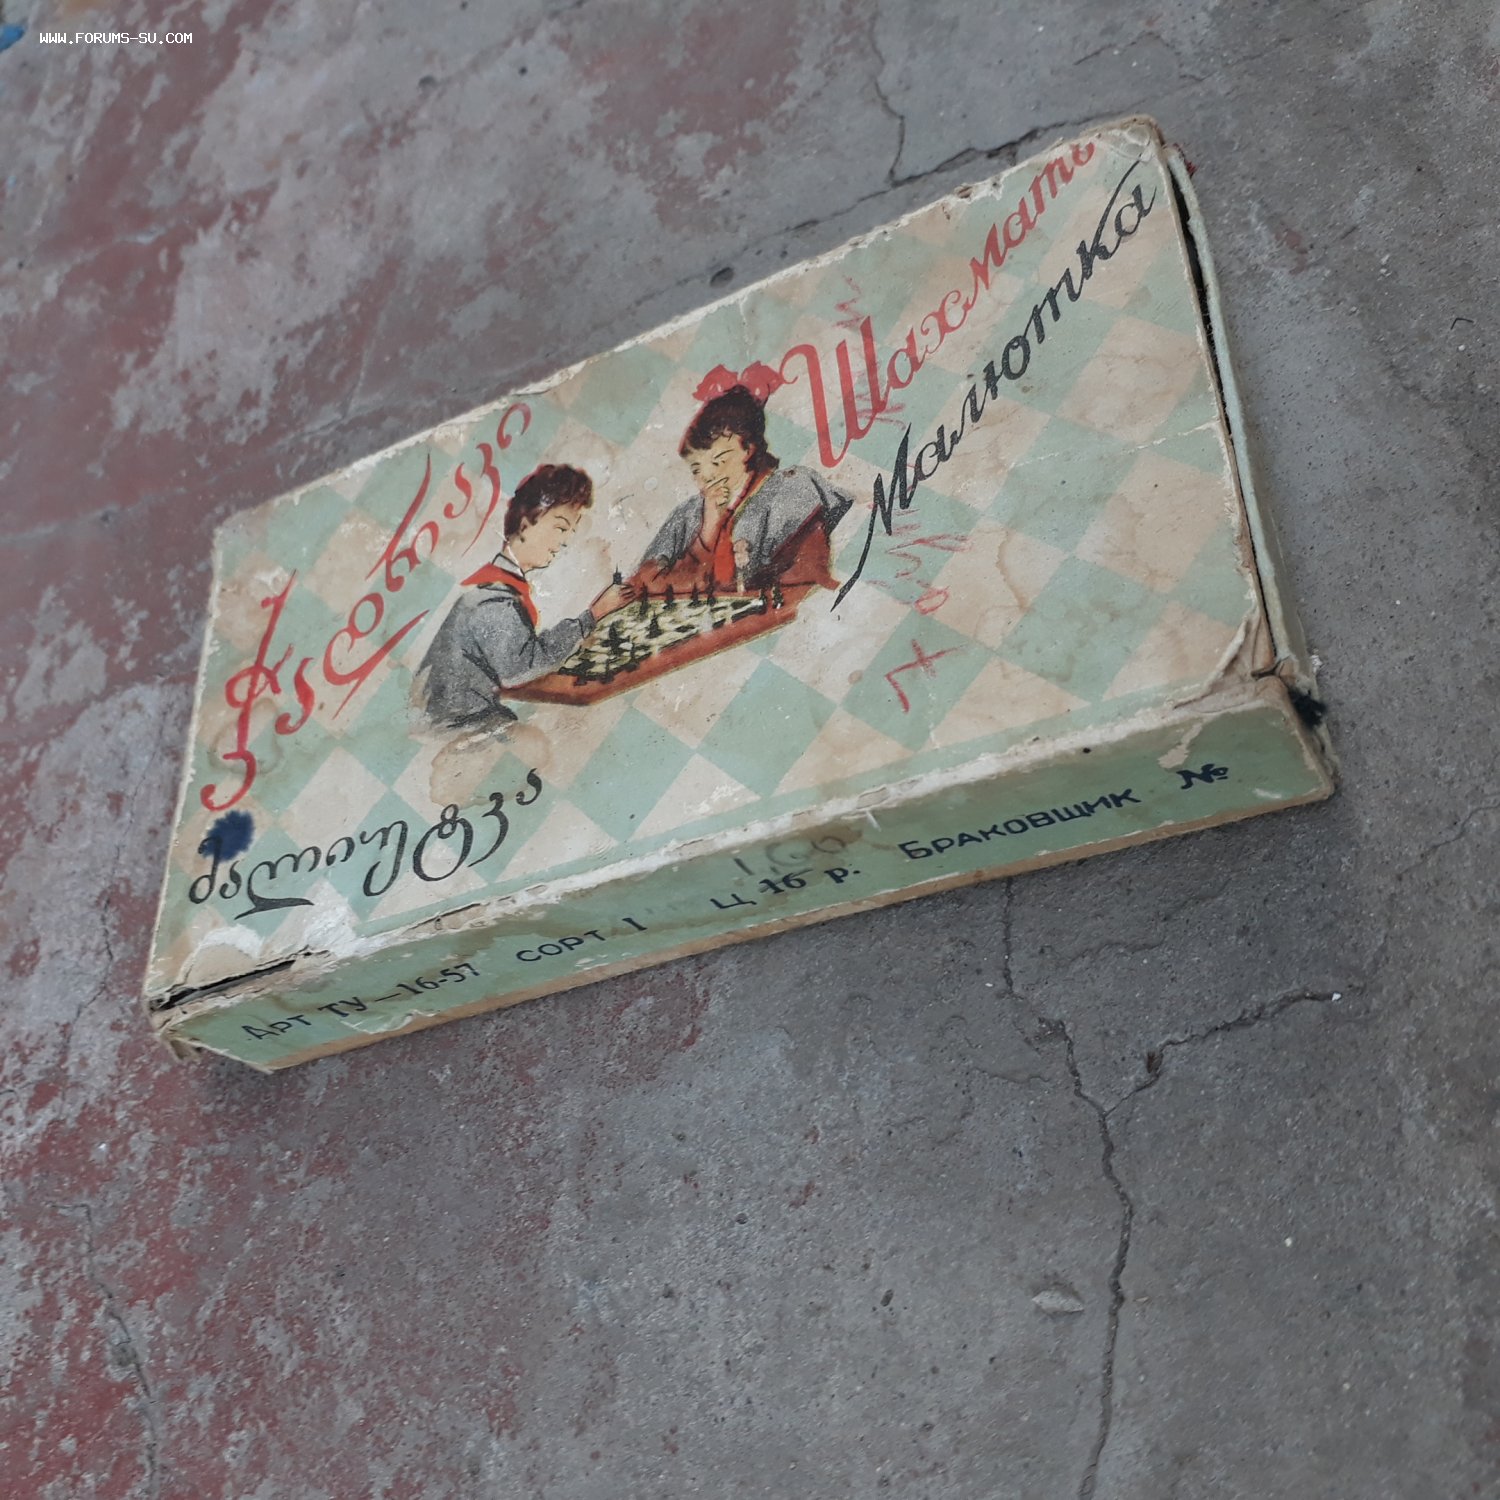 WWW.FORUMS-SU.COM
ჭადრაკი
მალიუტკა
Шахматы
Малютка
АРТ ТУ—16-57 СОРТ I Ц. 16 р. БРАКОВЩИК №